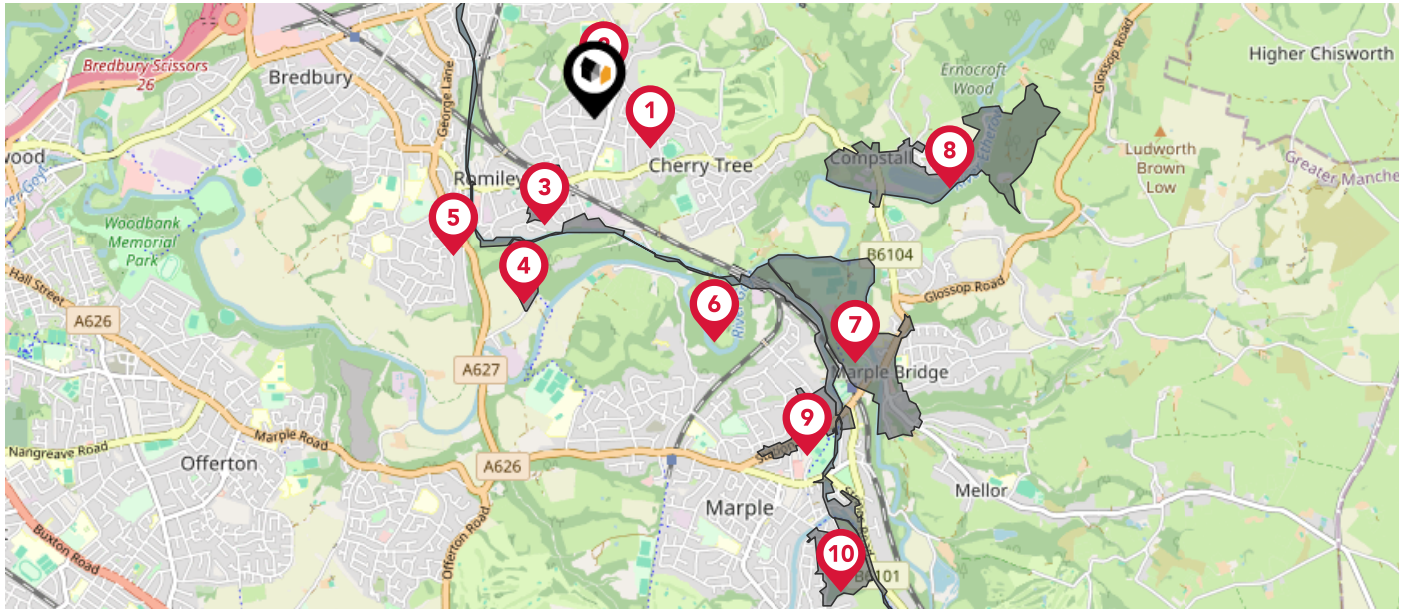 Higher Chisworth
Bredbury Scissors
26
Bredbury
Ernocroft
Wood
Glossop Road
George Lane
1
Cherry Tree
Compstall
8
Ludworth
Brown
Low
Greater Manche
wood
Romiley
3
5
Woodbank
Memorial
Park
4
B6104
Glossop Road
Hall Street
A626
6
7
A627
Marple Bridge
9
Marple Road
Nangreave Road
Offerton
A626
Mellor
Marple
Offerton Road
Buxton Road
10
B6101